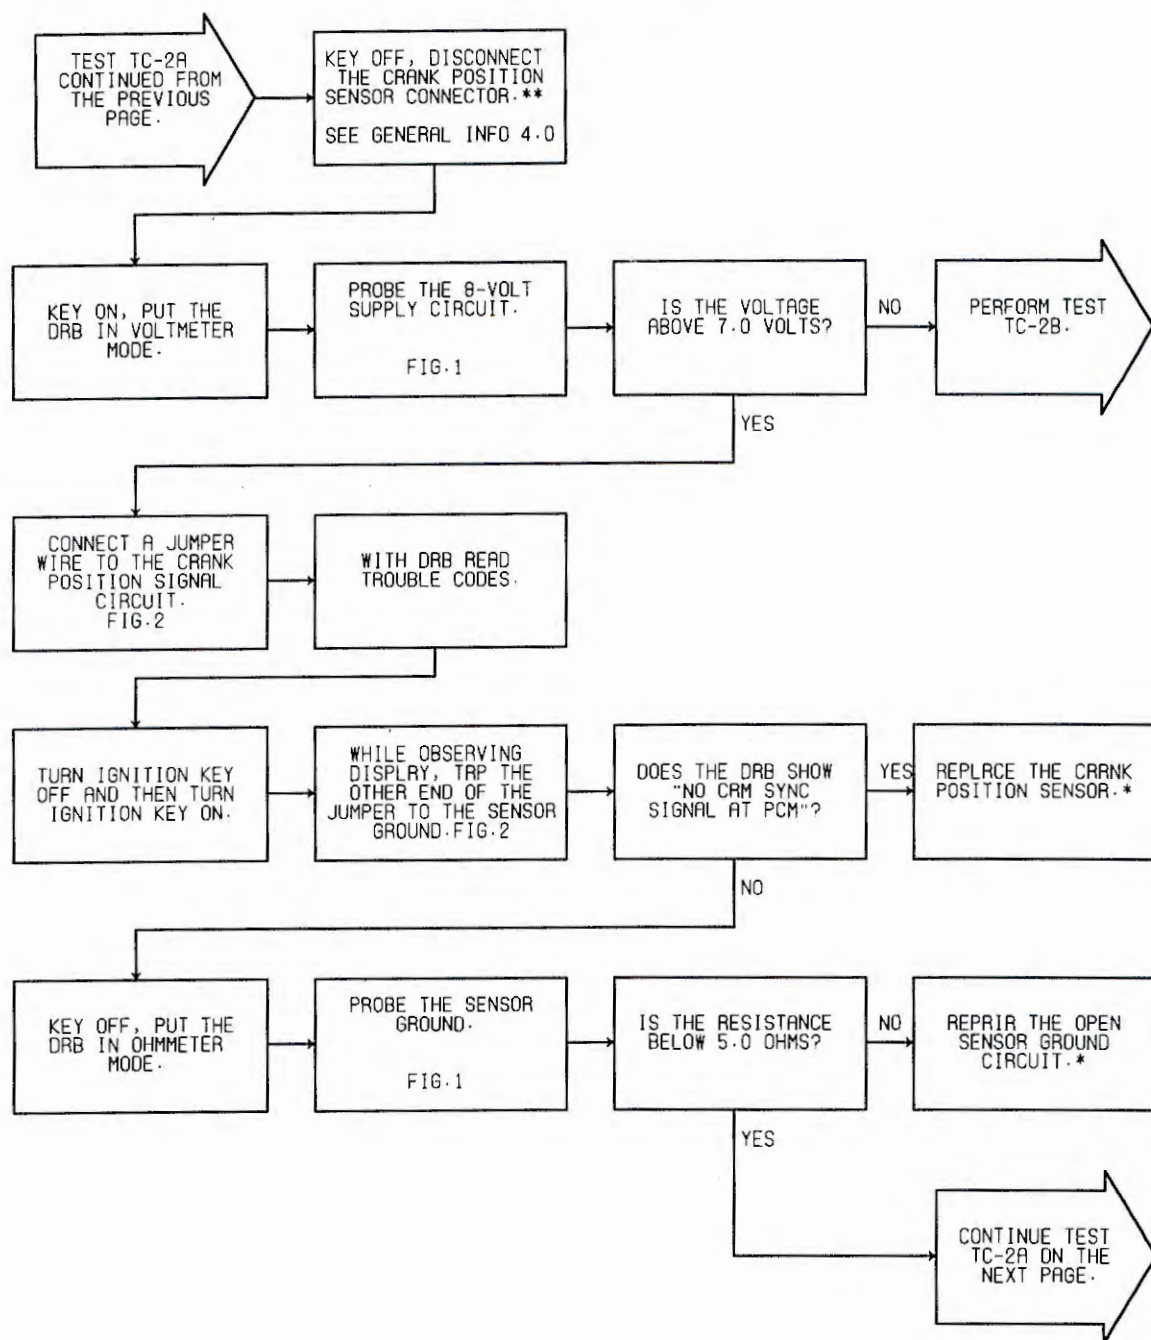 TEST TC-2A
CONTINUED FROM
THE PREVIOUS
PAGE.
KEY OFF, DISCONNECT
THE CRANK POSITION
SENSOR CONNECTOR.**
SEE GENERAL INFO 4.0
KEY ON, PUT THE
DRB IN VOLTMETER
MODE.
PROBE THE 8-VOLT
SUPPLY CIRCUIT.
FIG.1
IS THE VOLTAGE
ABOVE 7.0 VOLTS?
NO
PERFORM TEST
TC-2B.
YES
CONNECT A JUMPER
WIRE TO THE CRANK
POSITION SIGNAL
CIRCUIT.
FIG.2
WITH DRB READ
TROUBLE CODES.
TURN IGNITION KEY
OFF AND THEN TURN
IGNITION KEY ON.
WHILE OBSERVING
DISPLAY, TAP THE
OTHER END OF THE
JUMPER TO THE SENSOR
GROUND.FIG.2
DOES THE DRB SHOW
"NO CAM SYNC
SIGNAL AT PCM"?
YES
REPLACE THE CRANK
POSITION SENSOR.*
NO
KEY OFF, PUT THE
DRB IN OHMMETER
MODE.
PROBE THE SENSOR
GROUND.
FIG.1
IS THE RESISTANCE
BELOW 5.0 OHMS?
NO
REPAIR THE OPEN
SENSOR GROUND
CIRCUIT.*
YES
CONTINUE TEST
TC-2A ON THE
NEXT PAGE.